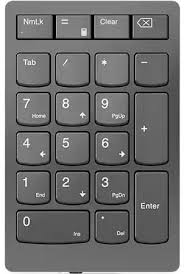 NmLk = Clear
Tab / * -
7 Home 8 ↑ 9 PgUp +
4 ← 5 6 →
1 End 2 ↓ 3 PgDn Enter
0 Ins . Del